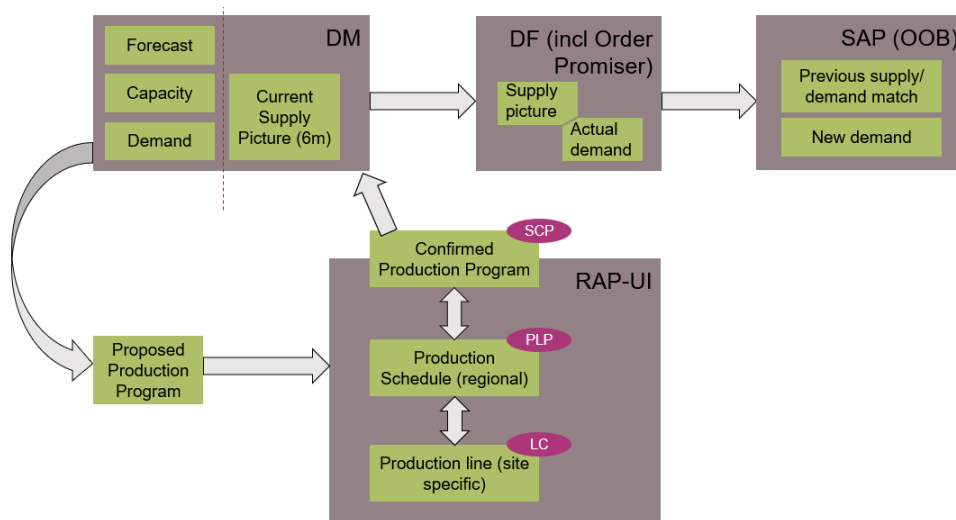 DM
Forecast
Capacity
Demand
Current
Supply
Picture (6m)
DF (incl Order
Promiser)
Supply
picture
Actual
demand
SAP (OOB)
Previous supply/
demand match
New demand
SCP
Confirmed
Production Program
RAP-UI
PLP
Production
Schedule (regional)
LC
Production line (site
specific)
Proposed
Production
Program